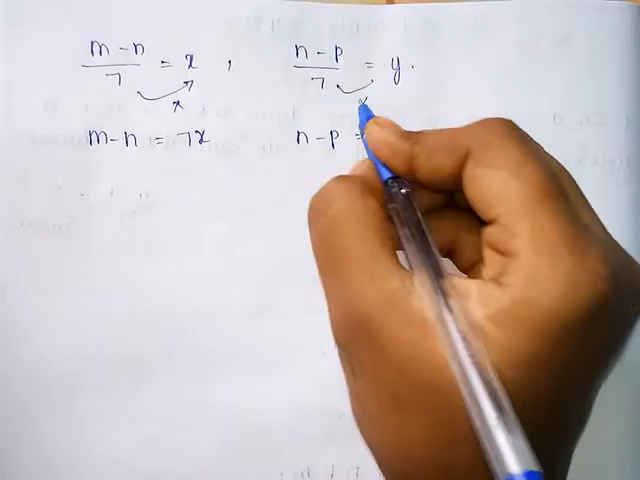 (m - n)/7 = x , (n - p)/7 = y.
× ×
m - n = 7x n - p =